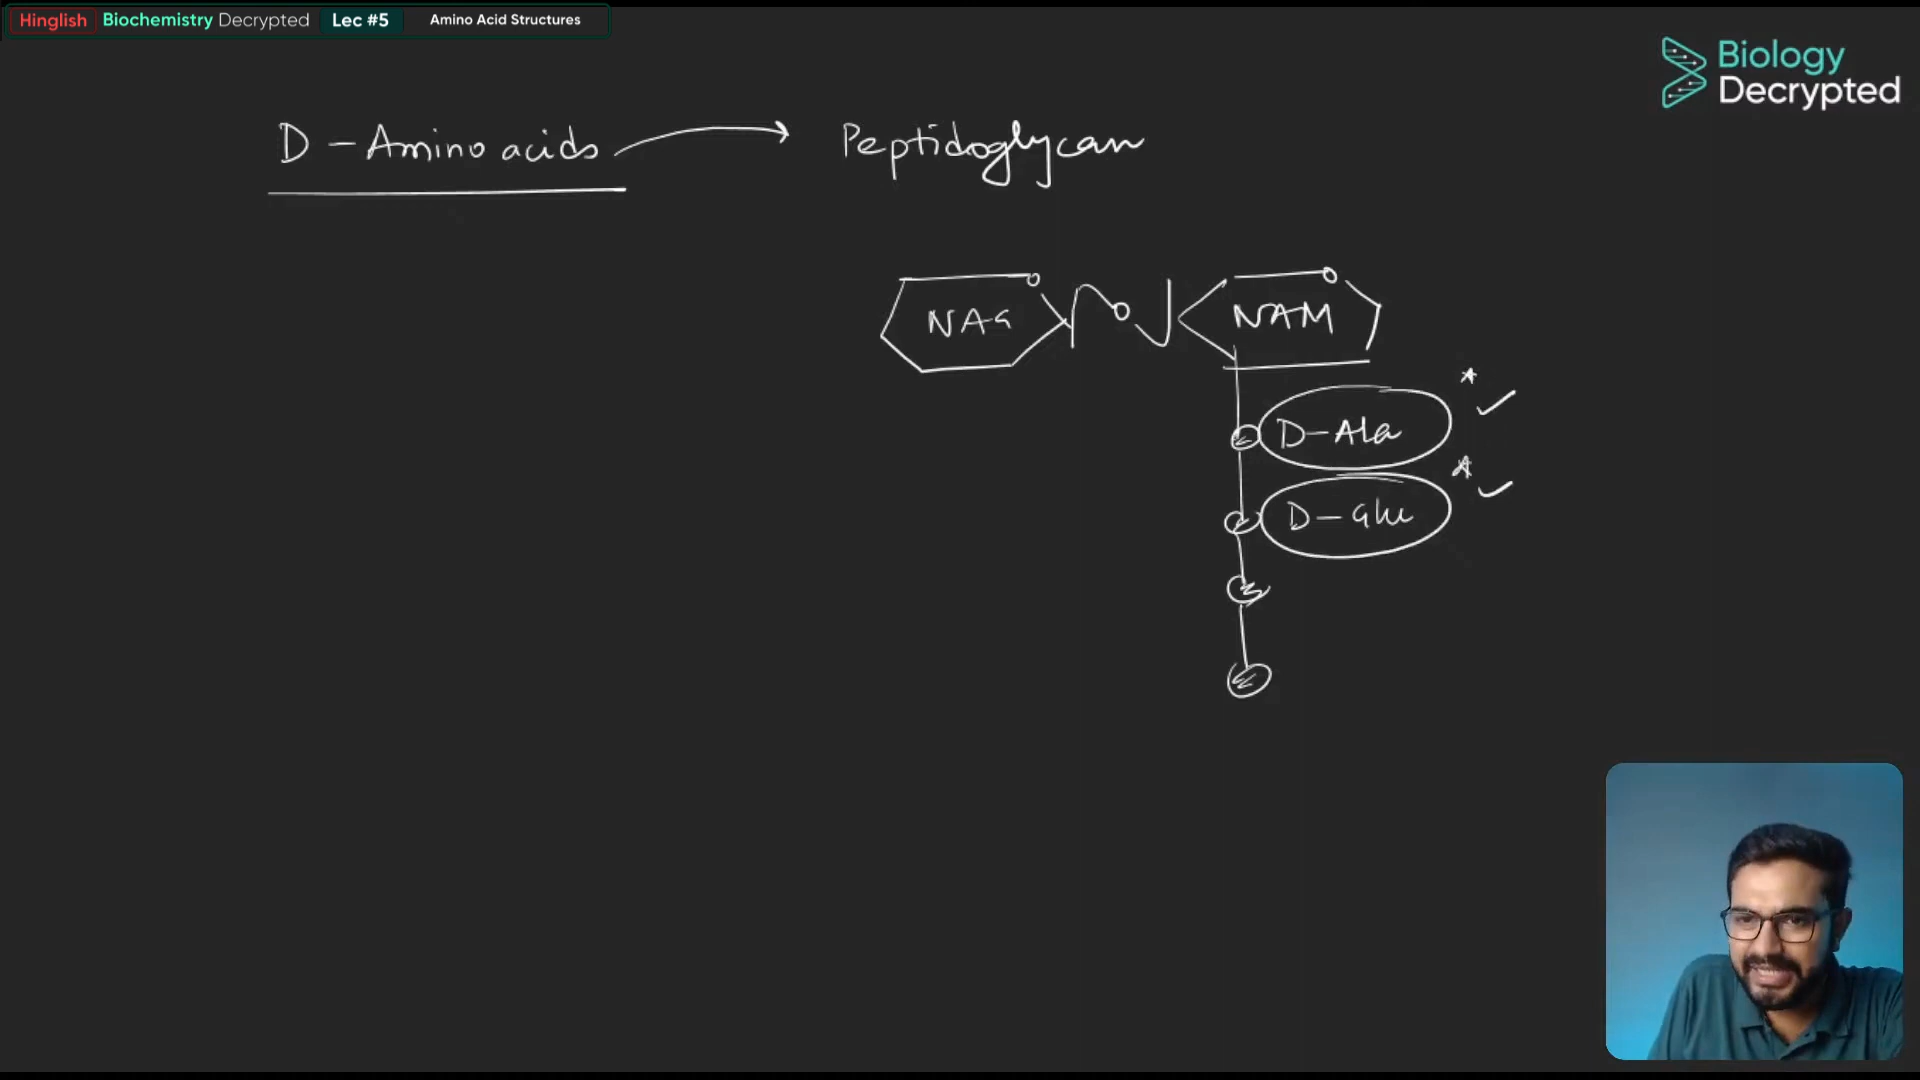 Hinglish Biochemistry Decrypted Lec #5 Amino Acid Structures
Biology
Decrypted
D - Amino acids → Peptidoglycan
NAG O NAM
D-Ala
D-Glu